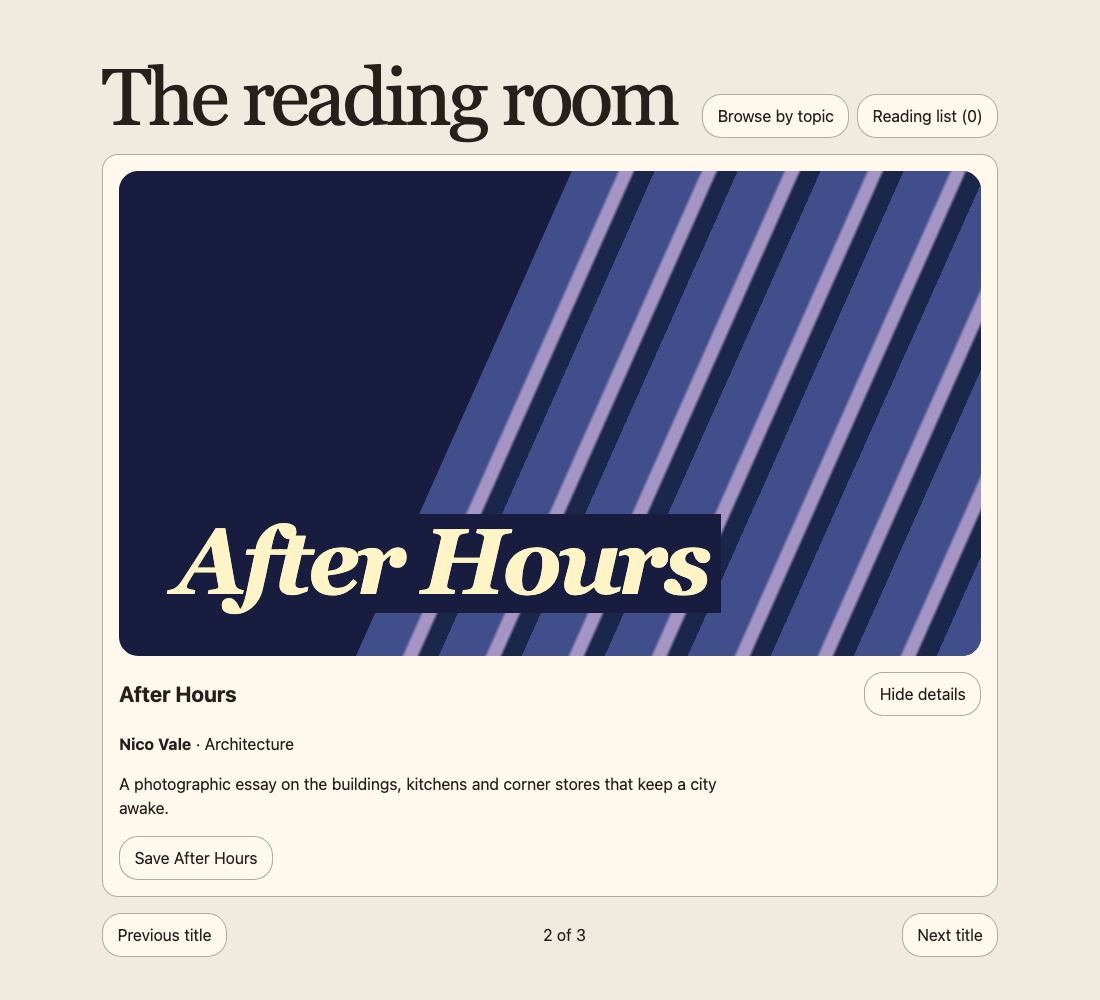 The reading room
Browse by topic
Reading list (0)
After Hours
After Hours
Hide details
Nico Vale · Architecture
A photographic essay on the buildings, kitchens and corner stores that keep a city
awake.
Save After Hours
Previous title
2 of 3
Next title